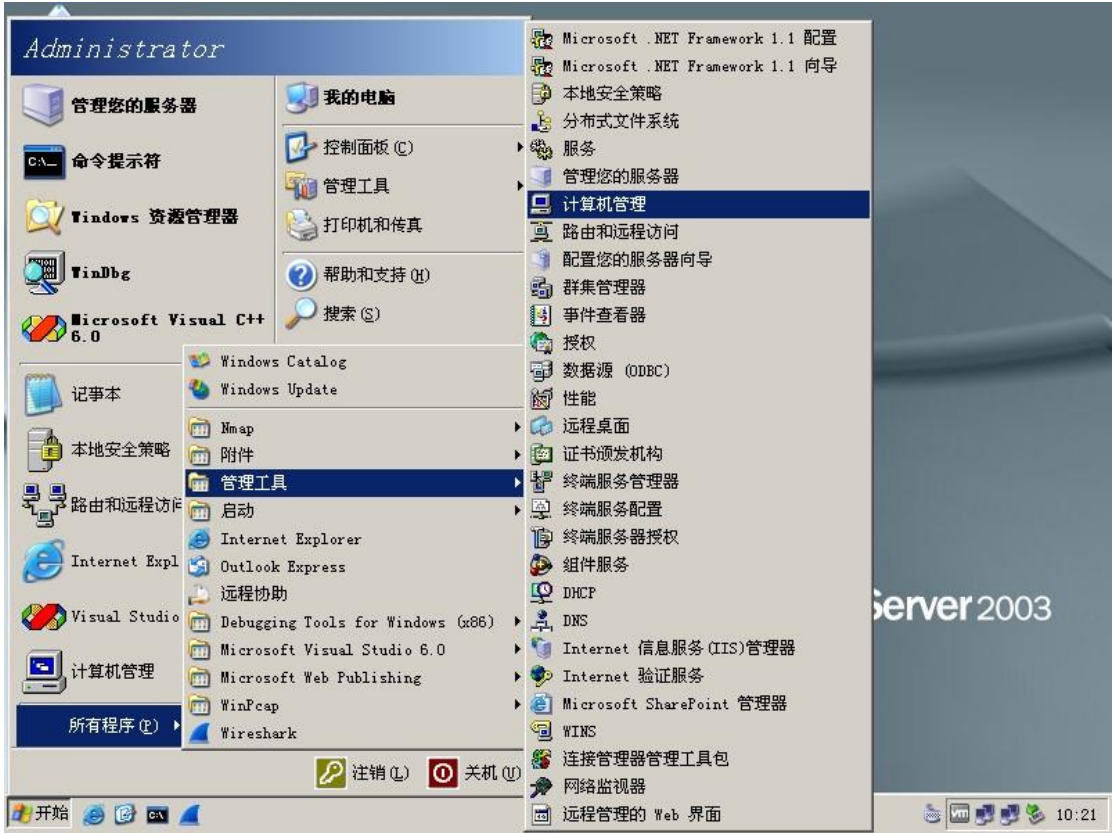 Administrator
管理您的服务器
命令提示符
Windows 资源管理器
WinDbg
Microsoft Visual C++
6.0
记事本
本地安全策略
路由和远程访问
Internet Expl
Visual Studio
计算机管理
所有程序(P)
我的电脑
控制面板(C)
管理工具
打印机和传真
帮助和支持(H)
搜索(S)
Windows Catalog
Windows Update
Nmap
附件
管理工具
启动
Internet Explorer
Outlook Express
远程协助
Debugging Tools for Windows (x86)
Microsoft Visual Studio 6.0
Microsoft Web Publishing
WinPcap
Wireshark
注销(L)
关机(U)
Microsoft .NET Framework 1.1 配置
Microsoft .NET Framework 1.1 向导
本地安全策略
分布式文件系统
服务
管理您的服务器
计算机管理
路由和远程访问
配置您的服务器向导
群集管理器
事件查看器
授权
数据源 (ODBC)
性能
远程桌面
证书颁发机构
终端服务管理器
终端服务配置
终端服务器授权
组件服务
DHCP
DNS
Internet 信息服务(IIS)管理器
Internet 验证服务
Microsoft SharePoint 管理器
WINS
连接管理器管理工具包
网络监视器
远程管理的 Web 界面
Server 2003
开始
10:21